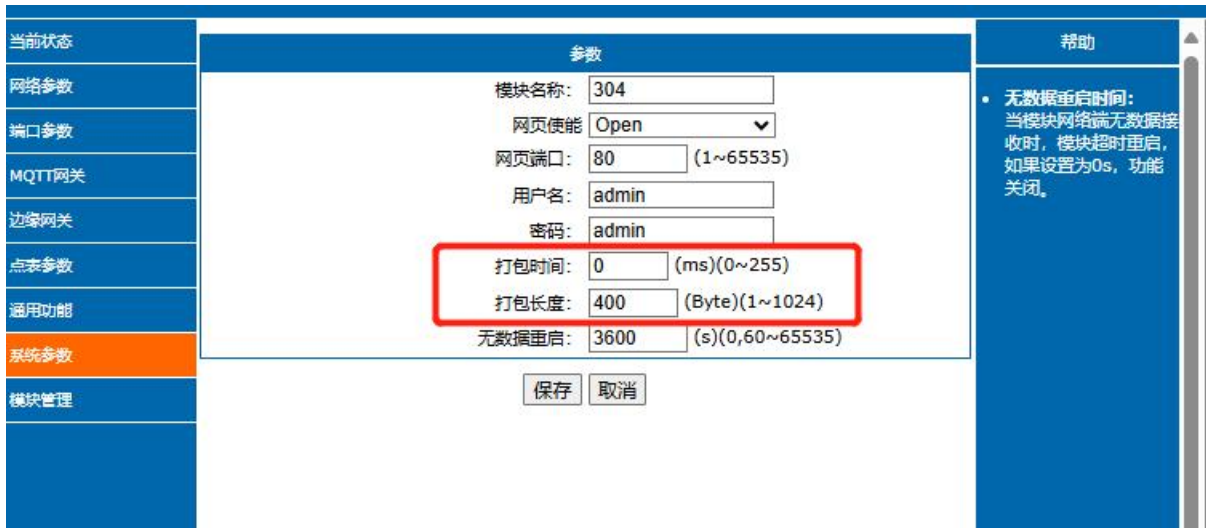 当前状态
网络参数
端口参数
MQTT网关
边缘网关
点表参数
通用功能
系统参数
模块管理
参数
模块名称: 304
网页使能 Open
网页端口: 80 (1~65535)
用户名: admin
密码: admin
打包时间: 0 (ms)(0~255)
打包长度: 400 (Byte)(1~1024)
无数据重启: 3600 (s)(0,60~65535)
保存 取消
帮助
• 无数据重启时间:
当模块网络端无数据接
收时，模块超时重启，
如果设置为0s，功能
关闭。